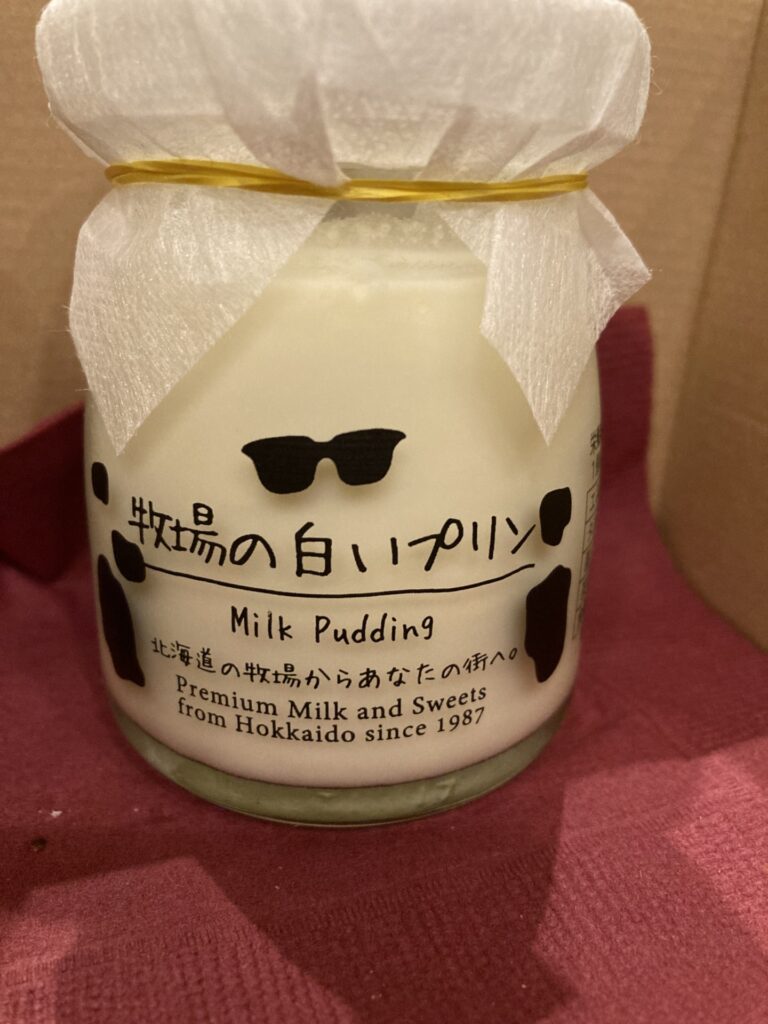 牧場の白いプリン
Milk Pudding
北海道の牧場からあなたの街へ。
Premium Milk and Sweets
from Hokkaido since 1987